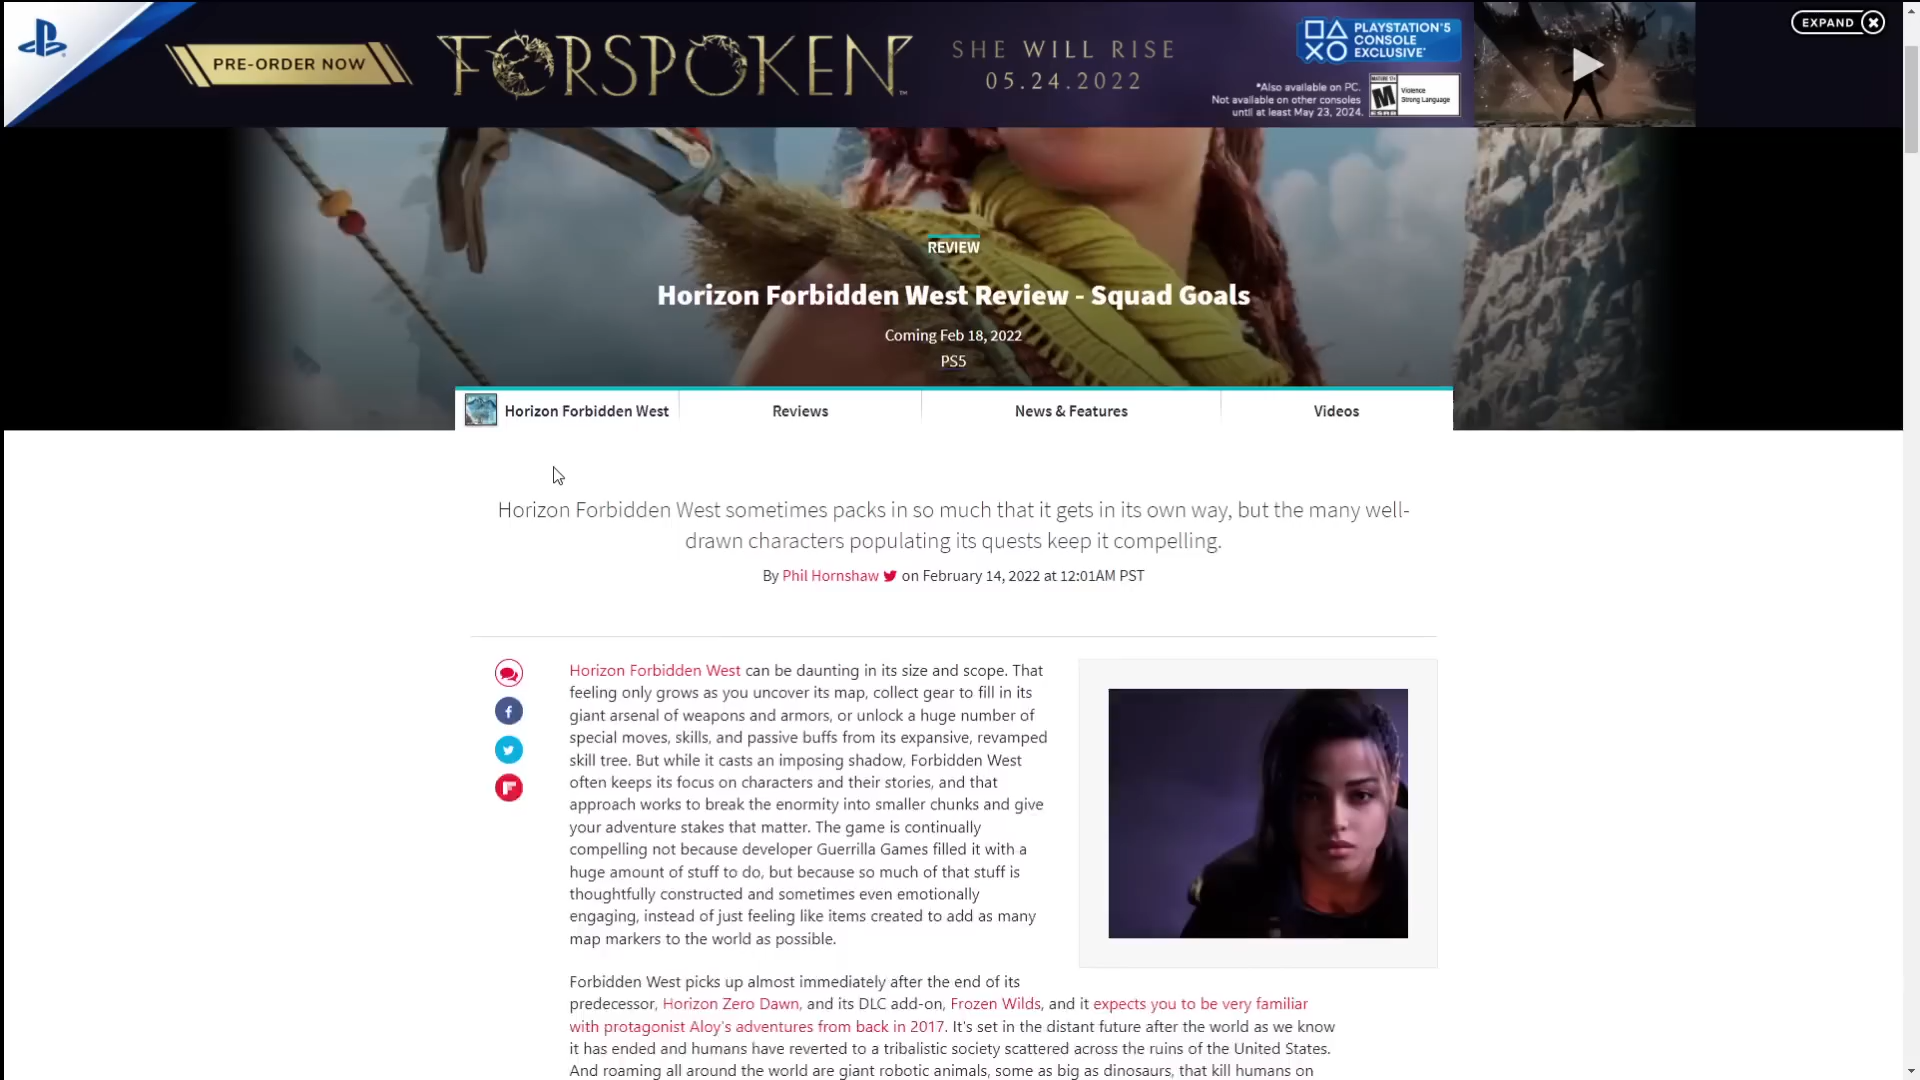 PRE-ORDER NOW
FORSPOKEN
SHE WILL RISE
05.24.2022
PLAYSTATION 5
CONSOLE
EXCLUSIVE*
*Also available on PC.
Not available on other consoles
until at least May 23, 2024.
MATURE 17+
M
ESRB
Violence
Strong Language
EXPAND
REVIEW
Horizon Forbidden West Review - Squad Goals
Coming Feb 18, 2022
PS5
Horizon Forbidden West
Reviews
News & Features
Videos
Horizon Forbidden West sometimes packs in so much that it gets in its own way, but the many well-
drawn characters populating its quests keep it compelling.
By Phil Hornshaw on February 14, 2022 at 12:01AM PST
Horizon Forbidden West can be daunting in its size and scope. That
feeling only grows as you uncover its map, collect gear to fill in its
giant arsenal of weapons and armors, or unlock a huge number of
special moves, skills, and passive buffs from its expansive, revamped
skill tree. But while it casts an imposing shadow, Forbidden West
often keeps its focus on characters and their stories, and that
approach works to break the enormity into smaller chunks and give
your adventure stakes that matter. The game is continually
compelling not because developer Guerrilla Games filled it with a
huge amount of stuff to do, but because so much of that stuff is
thoughtfully constructed and sometimes even emotionally
engaging, instead of just feeling like items created to add as many
map markers to the world as possible.
Forbidden West picks up almost immediately after the end of its
predecessor, Horizon Zero Dawn, and its DLC add-on, Frozen Wilds, and it expects you to be very familiar
with protagonist Aloy's adventures from back in 2017. It's set in the distant future after the world as we know
it has ended and humans have reverted to a tribalistic society scattered across the ruins of the United States.
And roaming all around the world are giant robotic animals, some as big as dinosaurs, that kill humans on